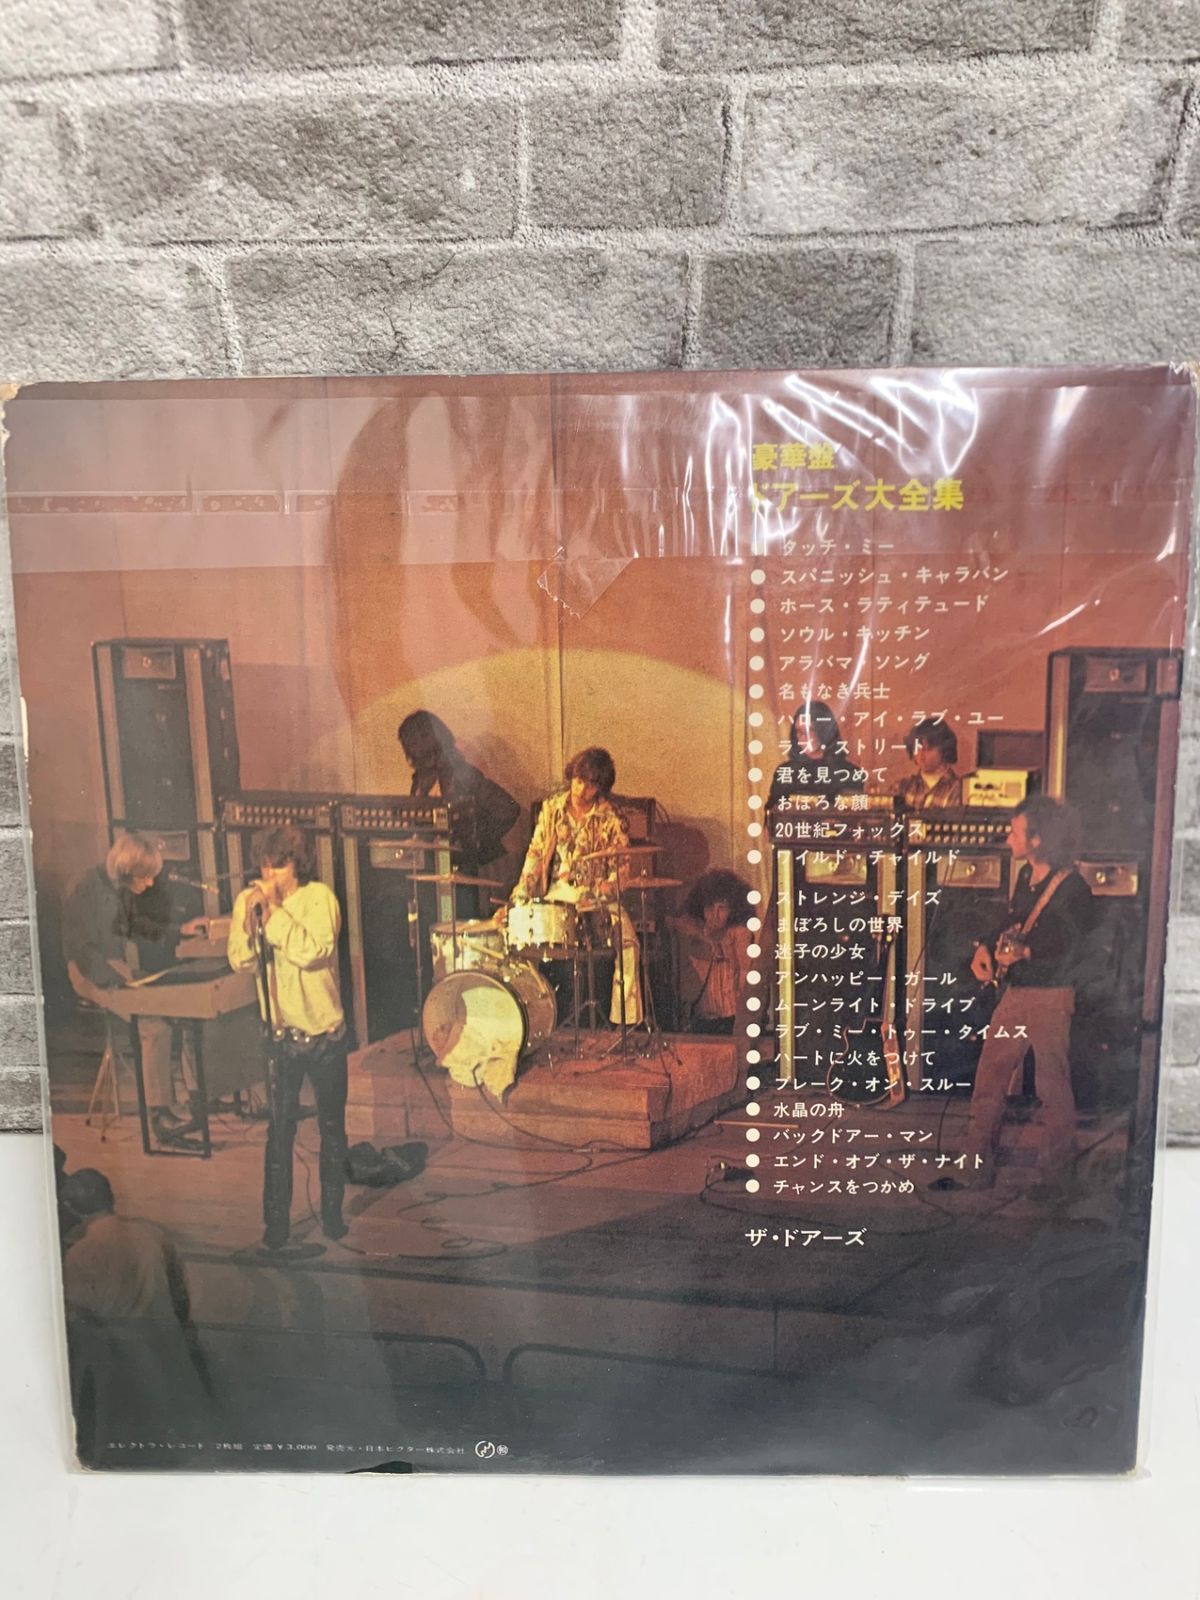 豪華盤
ドアーズ大全集
● タッチ・ミー
● スパニッシュ・キャラバン
● ホース・ラティテュード
● ソウル・キッチン
● アラバマ・ソング
● 名もなき兵士
● ハロー・アイ・ラブ・ユー
● ラブ・ストリート
● 君を見つめて
● おぼろな顔
● 20世紀フォックス
● ワイルド・チャイルド
● ストレンジ・デイズ
● まぼろしの世界
● 迷子の少女
● アンハッピー・ガール
● ムーンライト・ドライブ
● ラブ・ミー・トゥー・タイムス
● ハートに火をつけて
● ブレーク・オン・スルー
● 水晶の舟
● バックドアー・マン
● エンド・オブ・ザ・ナイト
● チャンスをつかめ
ザ・ドアーズ
エレクトラ・レコード 2枚組 定価 ¥3,000 発売元・日本ビクター株式会社